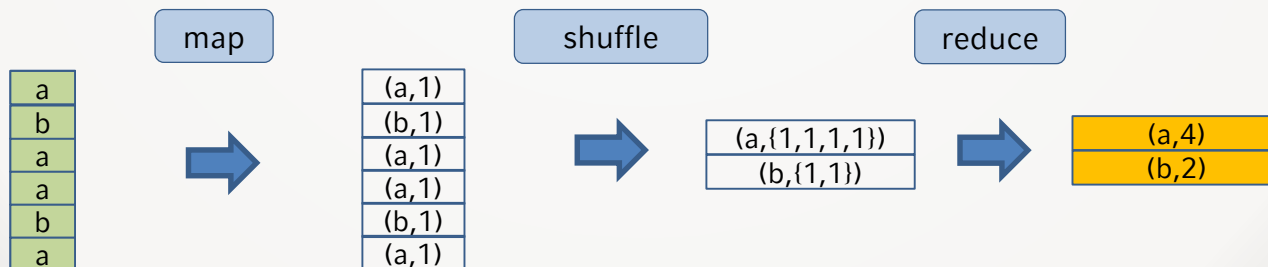 map
shuffle
reduce
a
b
a
a
b
a
(a,1)
(b,1)
(a,1)
(a,1)
(b,1)
(a,1)
(a,{1,1,1,1})
(b,{1,1})
(a,4)
(b,2)